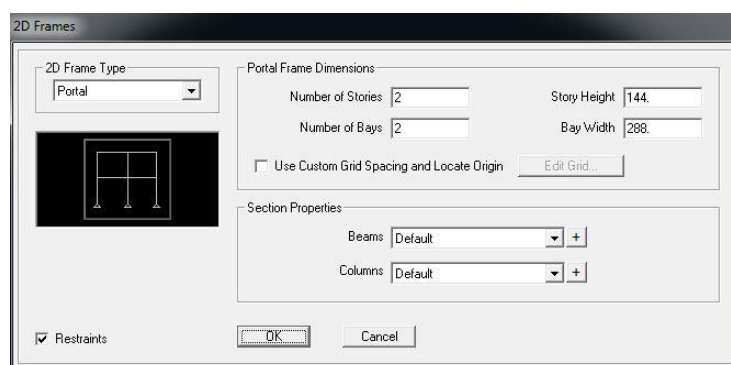 2D Frames
2D Frame Type
Portal
Portal Frame Dimensions
Number of Stories 2
Story Height 144.
Number of Bays 2
Bay Width 288.
Use Custom Grid Spacing and Locate Origin
Edit Grid...
Section Properties
Beams Default +
Columns Default +
Restraints
OK
Cancel